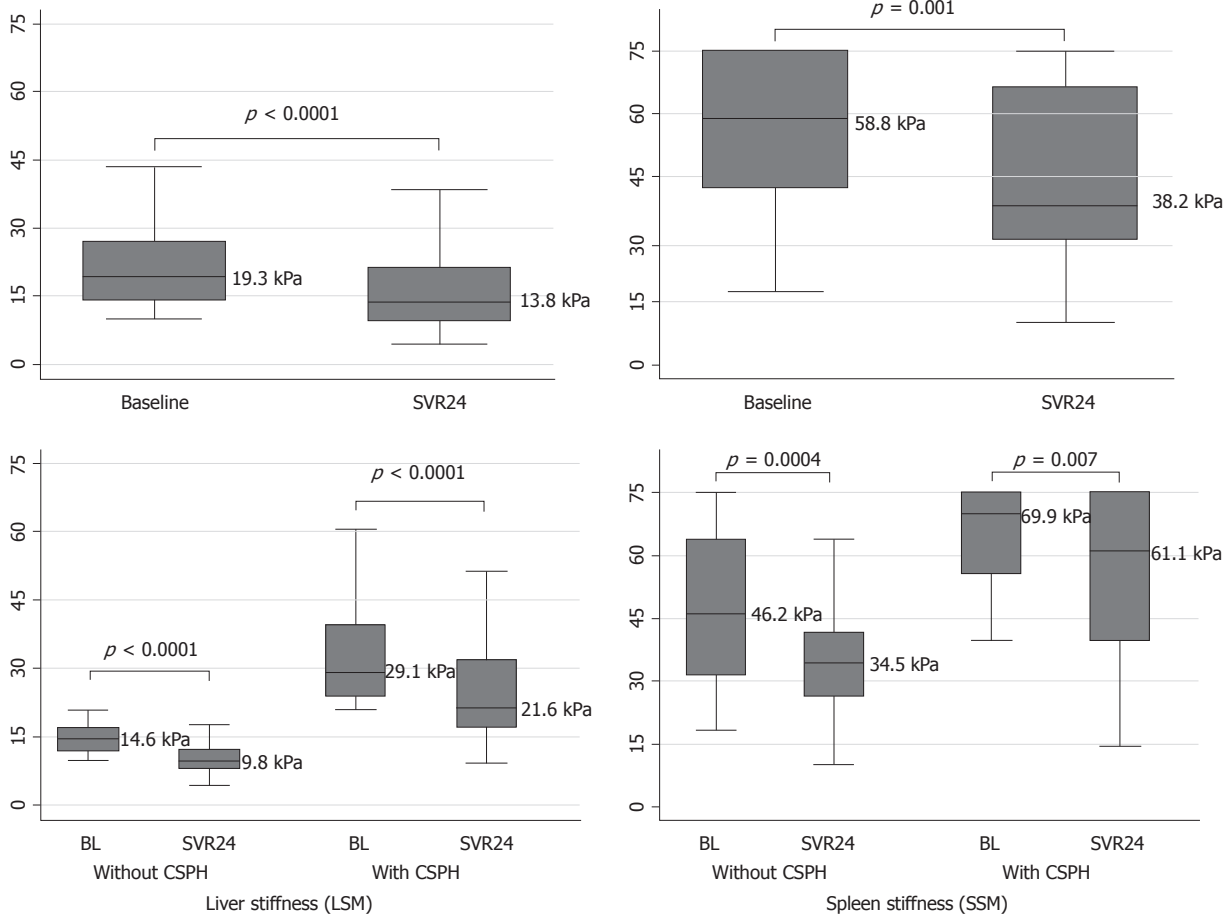 75
60
45
30
15
0
p < 0.0001
19.3 kPa
13.8 kPa
Baseline SVR24
75
60
45
30
15
0
p = 0.001
58.8 kPa
38.2 kPa
Baseline SVR24
75
60
45
30
15
0
p < 0.0001
p < 0.0001
14.6 kPa
9.8 kPa
29.1 kPa
21.6 kPa
BL SVR24 BL SVR24
Without CSPH With CSPH
Liver stiffness (LSM)
75
60
45
30
15
0
p = 0.0004
p = 0.007
46.2 kPa
34.5 kPa
69.9 kPa
61.1 kPa
BL SVR24 BL SVR24
Without CSPH With CSPH
Spleen stiffness (SSM)